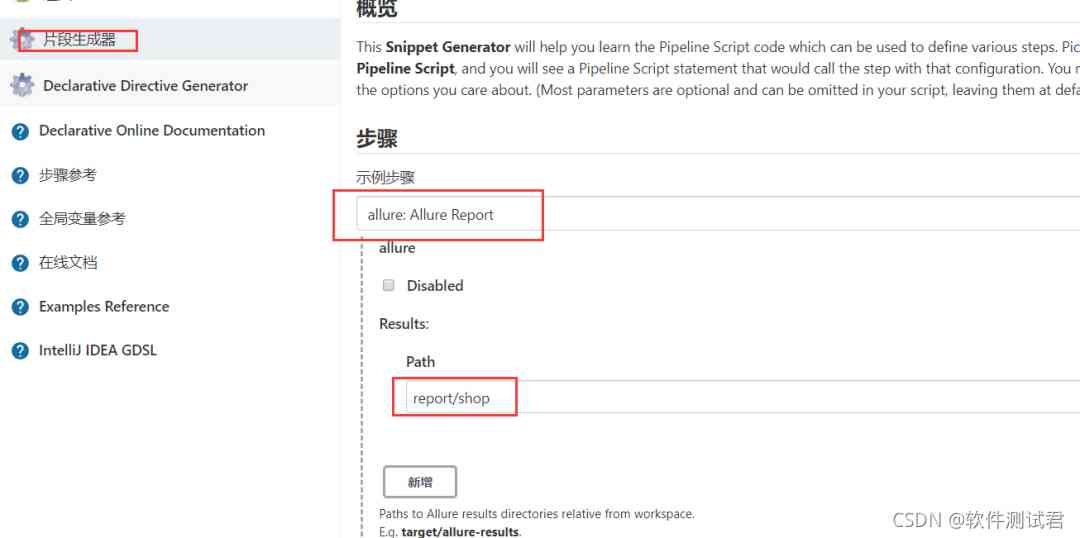 片段生成器
Declarative Directive Generator
Declarative Online Documentation
步骤参考
全局变量参考
在线文档
Examples Reference
IntelliJ IDEA GDSL
概览
This Snippet Generator will help you learn the Pipeline Script code which can be used to define various steps. Pic
Pipeline Script, and you will see a Pipeline Script statement that would call the step with that configuration. You n
the options you care about. (Most parameters are optional and can be omitted in your script, leaving them at defa
步骤
示例步骤
allure: Allure Report
allure
Disabled
Results:
Path
report/shop
新增
Paths to Allure results directories relative from workspace.
E.g. target/allure-results.
CSDN @软件测试君